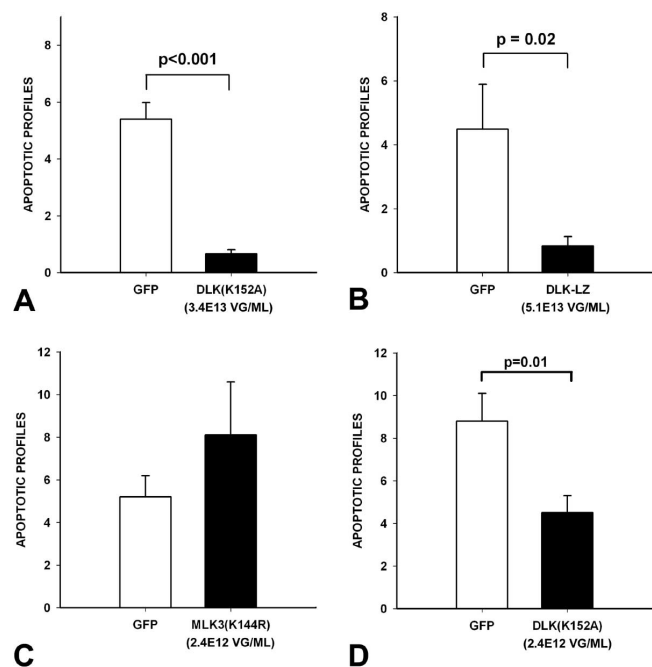 8
6
4
2
0
APOPTOTIC PROFILES
p<0.001
GFP
DLK(K152A)
(3.4E13 VG/ML)
A
8
6
4
2
0
APOPTOTIC PROFILES
p = 0.02
GFP
DLK-LZ
(5.1E13 VG/ML)
B
12
10
8
6
4
2
0
APOPTOTIC PROFILES
GFP
MLK3(K144R)
(2.4E12 VG/ML)
C
12
10
8
6
4
2
0
APOPTOTIC PROFILES
p=0.01
GFP
DLK(K152A)
(2.4E12 VG/ML)
D